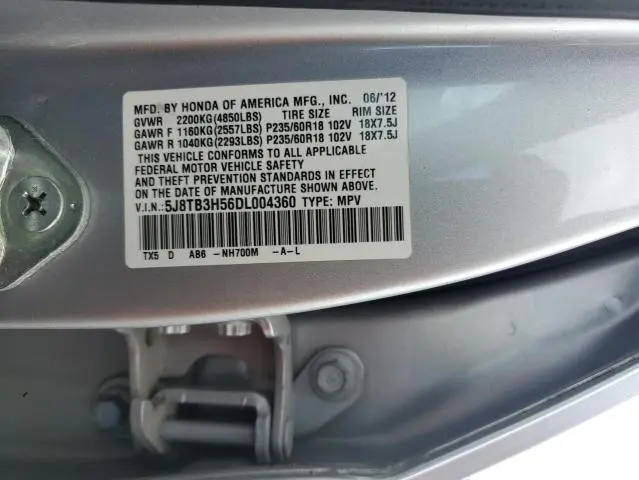 MFD. BY HONDA OF AMERICA MFG., INC. 06/'12
GVWR 2200KG(4850LBS) TIRE SIZE RIM SIZE
GAWR F 1160KG(2557LBS) P235/60R18 102V 18X7.5J
GAWR R 1040KG(2293LBS) P235/60R18 102V 18X7.5J
THIS VEHICLE CONFORMS TO ALL APPLICABLE
FEDERAL MOTOR VEHICLE SAFETY
AND THEFT PREVENTION STANDARDS IN EFFECT ON
THE DATE OF MANUFACTURE SHOWN ABOVE.
V.I.N.:5J8TB3H56DL004360 TYPE: MPV
TX5 D AB6 -NH700M -A-L